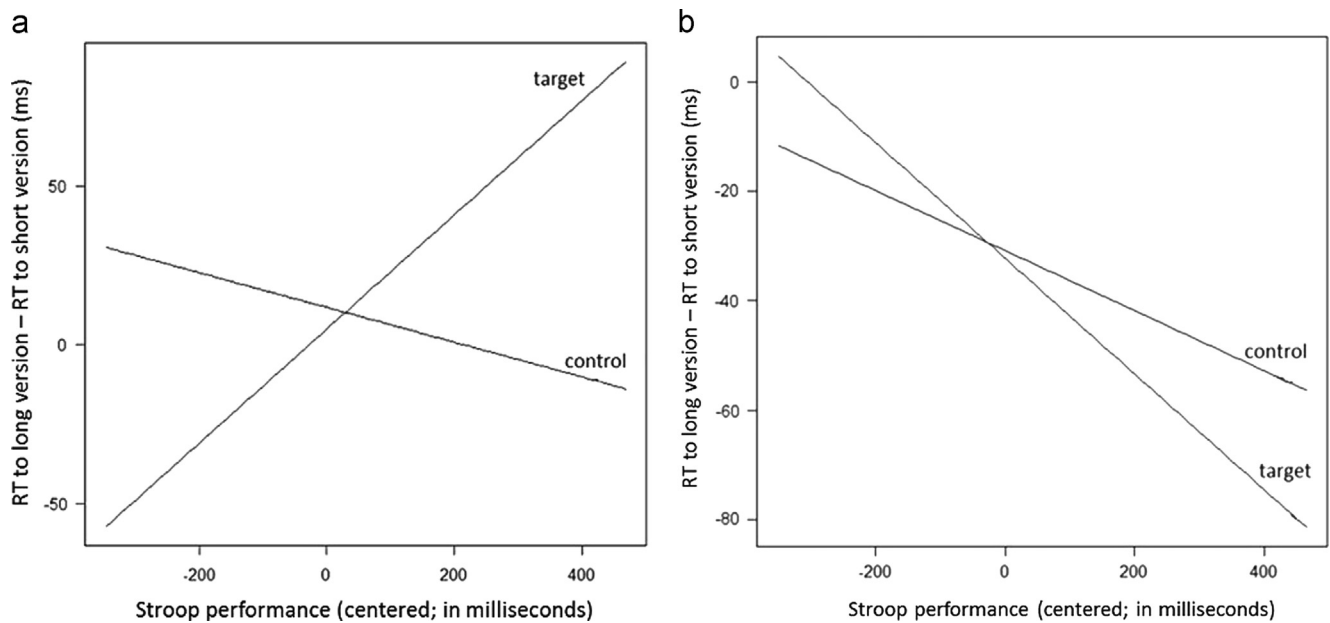 a
RT to long version – RT to short version (ms)
50
0
-50
target
control
-200 0 200 400
Stroop performance (centered; in milliseconds)
b
RT to long version – RT to short version (ms)
0
-20
-40
-60
-80
control
target
-200 0 200 400
Stroop performance (centered; in milliseconds)